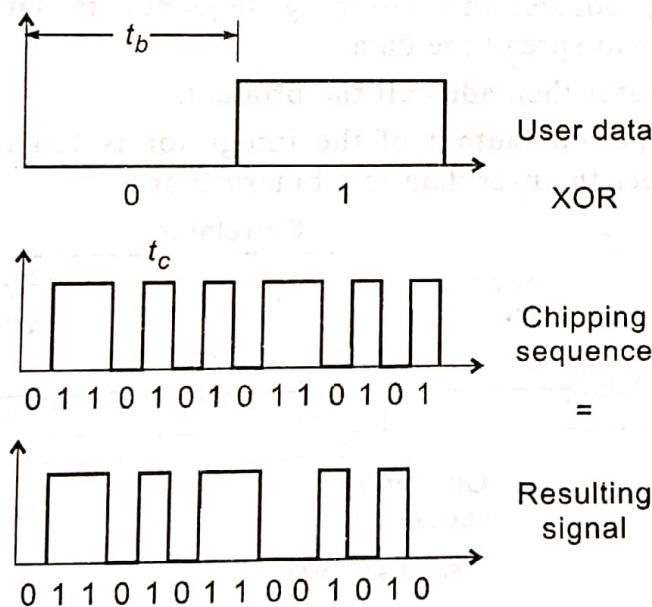 t_b
User data
0 1 XOR
t_c
Chipping
sequence
0 1 1 0 1 0 1 0 1 1 0 1 0 1
=
Resulting
signal
0 1 1 0 1 0 1 1 0 0 1 0 1 0